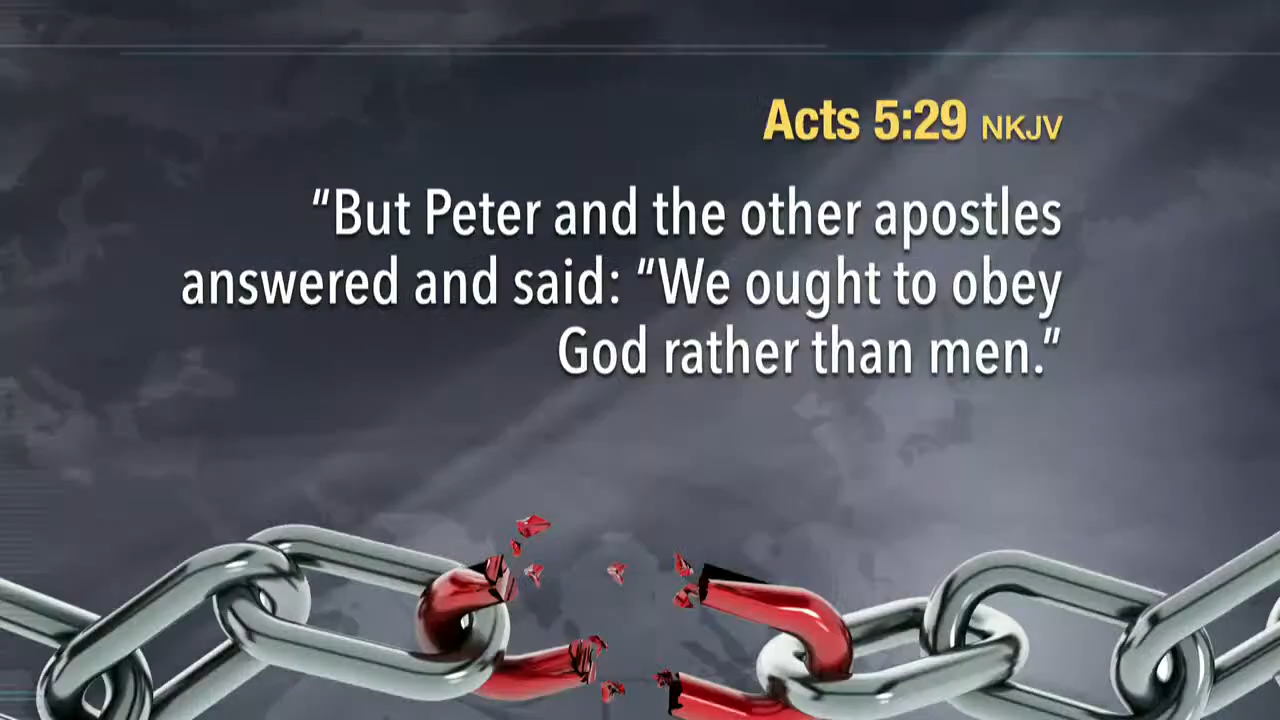 Acts 5:29 NKJV
“But Peter and the other apostles
answered and said: “We ought to obey
God rather than men.”